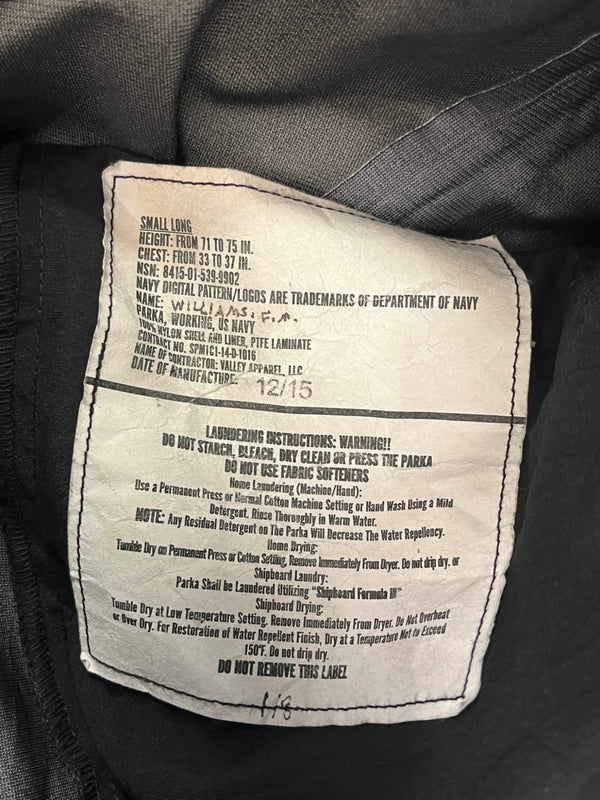 SMALL LONG
HEIGHT: FROM 71 TO 75 IN.
CHEST: FROM 33 TO 37 IN.
NSN: 8415-01-539-9902
NAVY DIGITAL PATTERN/LOGOS ARE TRADEMARKS OF DEPARTMENT OF NAVY
NAME: WILLIAMS, F.A.
PARKA, WORKING, US NAVY
100% NYLON SHELL AND LINER, PTFE LAMINATE
CONTRACT NO. SPM1C1-14-D-1016
NAME OF CONTRACTOR: VALLEY APPAREL, LLC
DATE OF MANUFACTURE: 12/15
LAUNDERING INSTRUCTIONS: WARNING!!
DO NOT STARCH, BLEACH, DRY CLEAN OR PRESS THE PARKA
DO NOT USE FABRIC SOFTENERS
Home Laundering (Machine/Hand):
Use a Permanent Press or Normal Cotton Machine Setting or Hand Wash Using a Mild
Detergent. Rinse Thoroughly in Warm Water.
NOTE: Any Residual Detergent on The Parka Will Decrease The Water Repellency.
Home Drying:
Tumble Dry on Permanent Press or Cotton Setting, Remove Immediately From Dryer. Do not drip dry. or
Shipboard Laundry:
Parka Shall be Laundered Utilizing "Shipboard Formula III"
Shipboard Drying:
Tumble Dry at Low Temperature Setting. Remove Immediately From Dryer. Do Not Overheat
or Over Dry. For Restoration of Water Repellent Finish, Dry at a Temperature Not to Exceed
150°F. Do not drip dry.
DO NOT REMOVE THIS LABEL
118